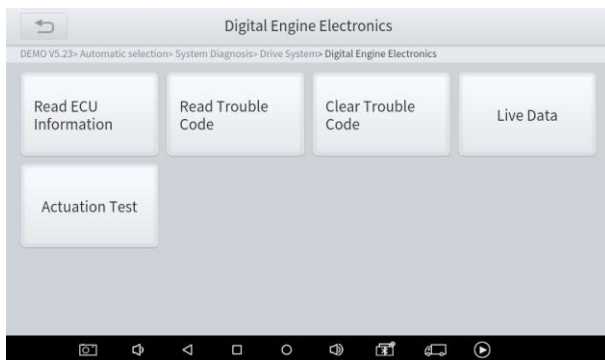 Digital Engine Electronics
DEMO V5.23> Automatic selection> System Diagnosis> Drive System> Digital Engine Electronics
Read ECU
Information
Read Trouble
Code
Clear Trouble
Code
Live Data
Actuation Test